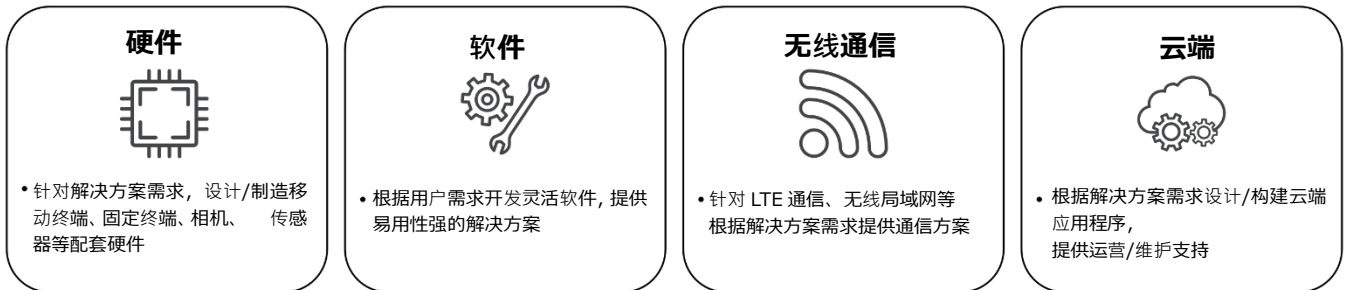 硬件
• 针对解决方案需求，设计/制造移
动终端、固定终端、相机、 传感
器等配套硬件
软件
• 根据用户需求开发灵活软件, 提供
易用性强的解决方案
无线通信
• 针对 LTE 通信、无线局域网等
根据解决方案需求提供通信方案
云端
• 根据解决方案需求设计/构建云端
应用程序，
提供运营/维护支持